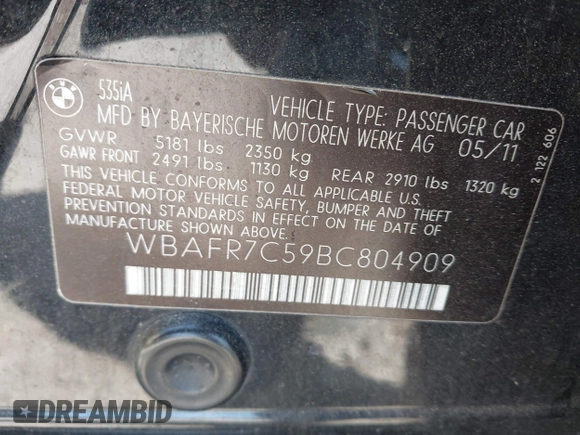 BMW
535iA
VEHICLE TYPE: PASSENGER CAR
MFD BY BAYERISCHE MOTOREN WERKE AG 05/11
GVWR 5181 lbs 2350 kg
GAWR FRONT 2491 lbs 1130 kg REAR 2910 lbs 1320 kg
THIS VEHICLE CONFORMS TO ALL APPLICABLE U.S.
FEDERAL MOTOR VEHICLE SAFETY, BUMPER AND THEFT
PREVENTION STANDARDS IN EFFECT ON THE DATE OF
MANUFACTURE SHOWN ABOVE
WBAFR7C59BC804909
2 122 606
DREAMBID